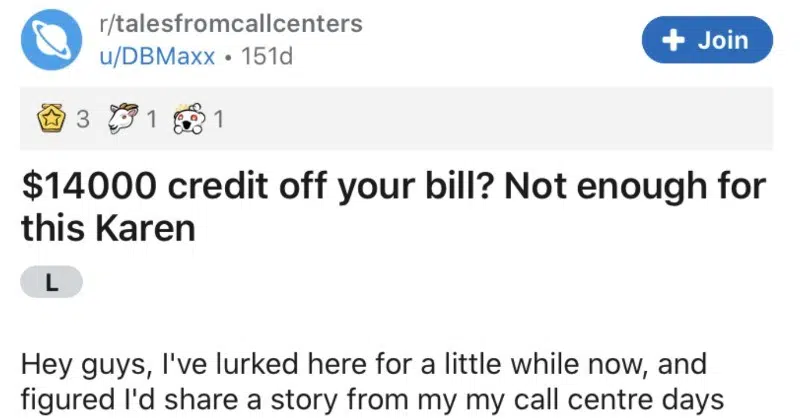 r/talesfromcallcenters
u/DBMaxx • 151d
+ Join
3 1 1
$14000 credit off your bill? Not enough for
this Karen
L
Hey guys, I've lurked here for a little while now, and
figured I'd share a story from my my call centre days